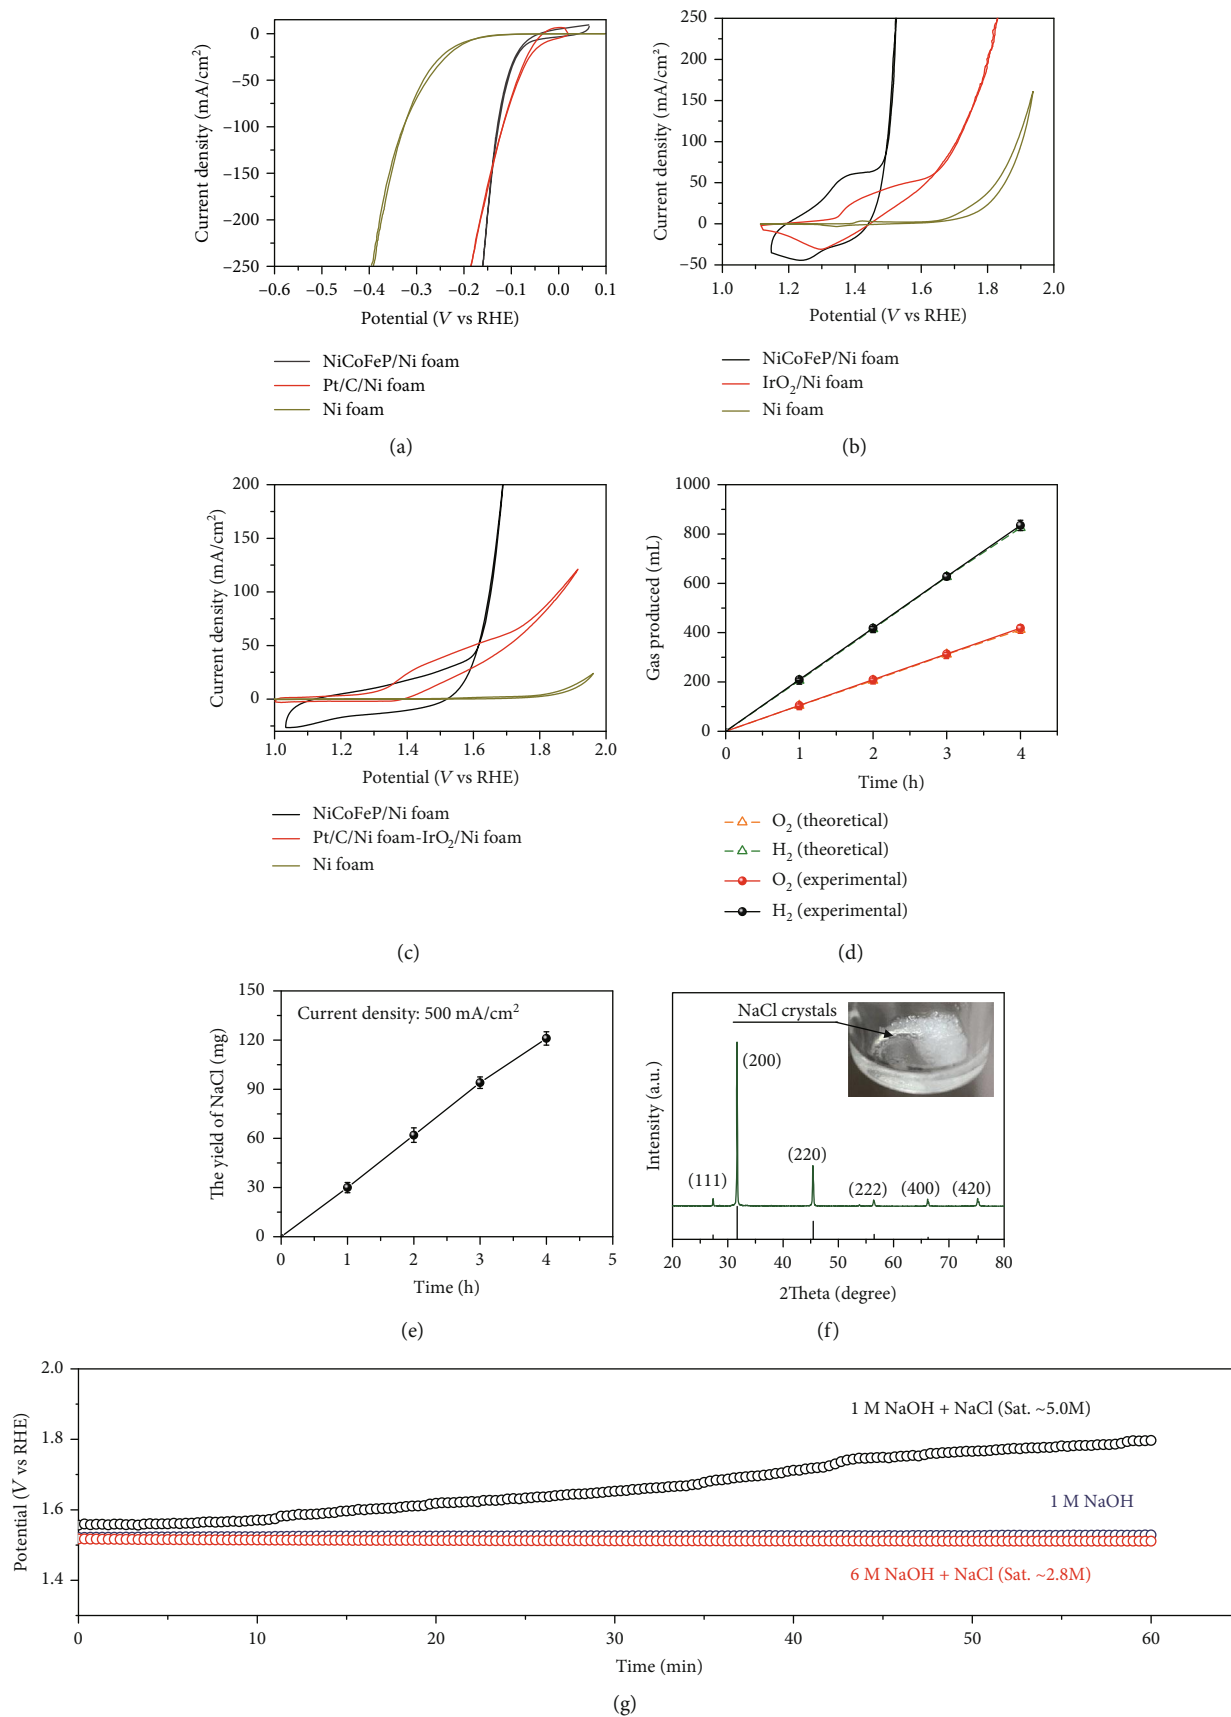 0
−50
−100
−150
−200
−250
Current density (mA/cm²)
−0.6 −0.5 −0.4 −0.3 −0.2 −0.1 0.0 0.1
Potential (V vs RHE)
NiCoFeP/Ni foam
Pt/C/Ni foam
Ni foam
(a)
250
200
150
100
50
0
−50
Current density (mA/cm²)
1.0 1.2 1.4 1.6 1.8 2.0
Potential (V vs RHE)
NiCoFeP/Ni foam
IrO₂/Ni foam
Ni foam
(b)
200
150
100
50
0
−50
Current density (mA/cm²)
1.0 1.2 1.4 1.6 1.8 2.0
Potential (V vs RHE)
NiCoFeP/Ni foam
Pt/C/Ni foam-IrO₂/Ni foam
Ni foam
(c)
1000
800
600
400
200
0
Gas produced (mL)
0 1 2 3 4
Time (h)
O₂ (theoretical)
H₂ (theoretical)
O₂ (experimental)
H₂ (experimental)
(d)
150
120
90
60
30
0
The yield of NaCl (mg)
Current density: 500 mA/cm²
0 1 2 3 4 5
Time (h)
(e)
Intensity (a.u.)
NaCl crystals
(200)
(220)
(111)
(222)
(400)
(420)
20 30 40 50 60 70 80
2Theta (degree)
(f)
2.0
1.8
1.6
1.4
Potential (V vs RHE)
1 M NaOH + NaCl (Sat. ~5.0M)
1 M NaOH
6 M NaOH + NaCl (Sat. ~2.8M)
0 10 20 30 40 50 60
Time (min)
(g)